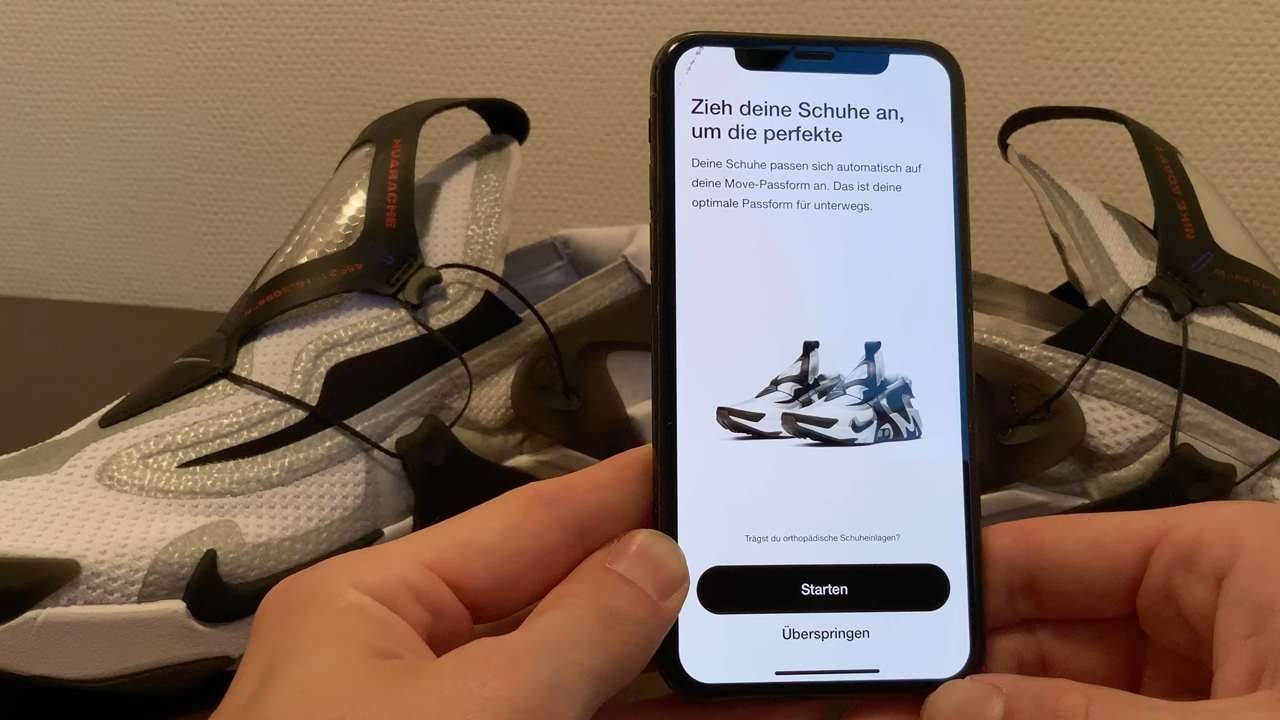 Zieh deine Schuhe an,
um die perfekte
Deine Schuhe passen sich automatisch auf
deine Move-Passform an. Das ist deine
optimale Passform für unterwegs.
Trägst du orthopädische Schuheinlagen?
Starten
Überspringen
HUARACHE
NIKE ADAPT